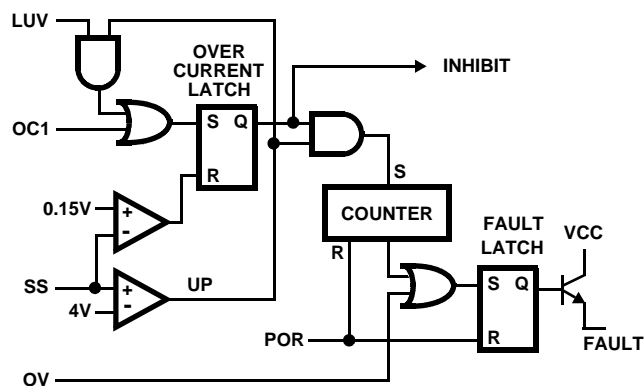 LUV
OVER
CURRENT
LATCH
INHIBIT
OC1
S Q
R
0.15V
+
-
S
COUNTER
R
FAULT
LATCH
VCC
SS
+
-
4V
UP
S Q
R
POR
FAULT
OV